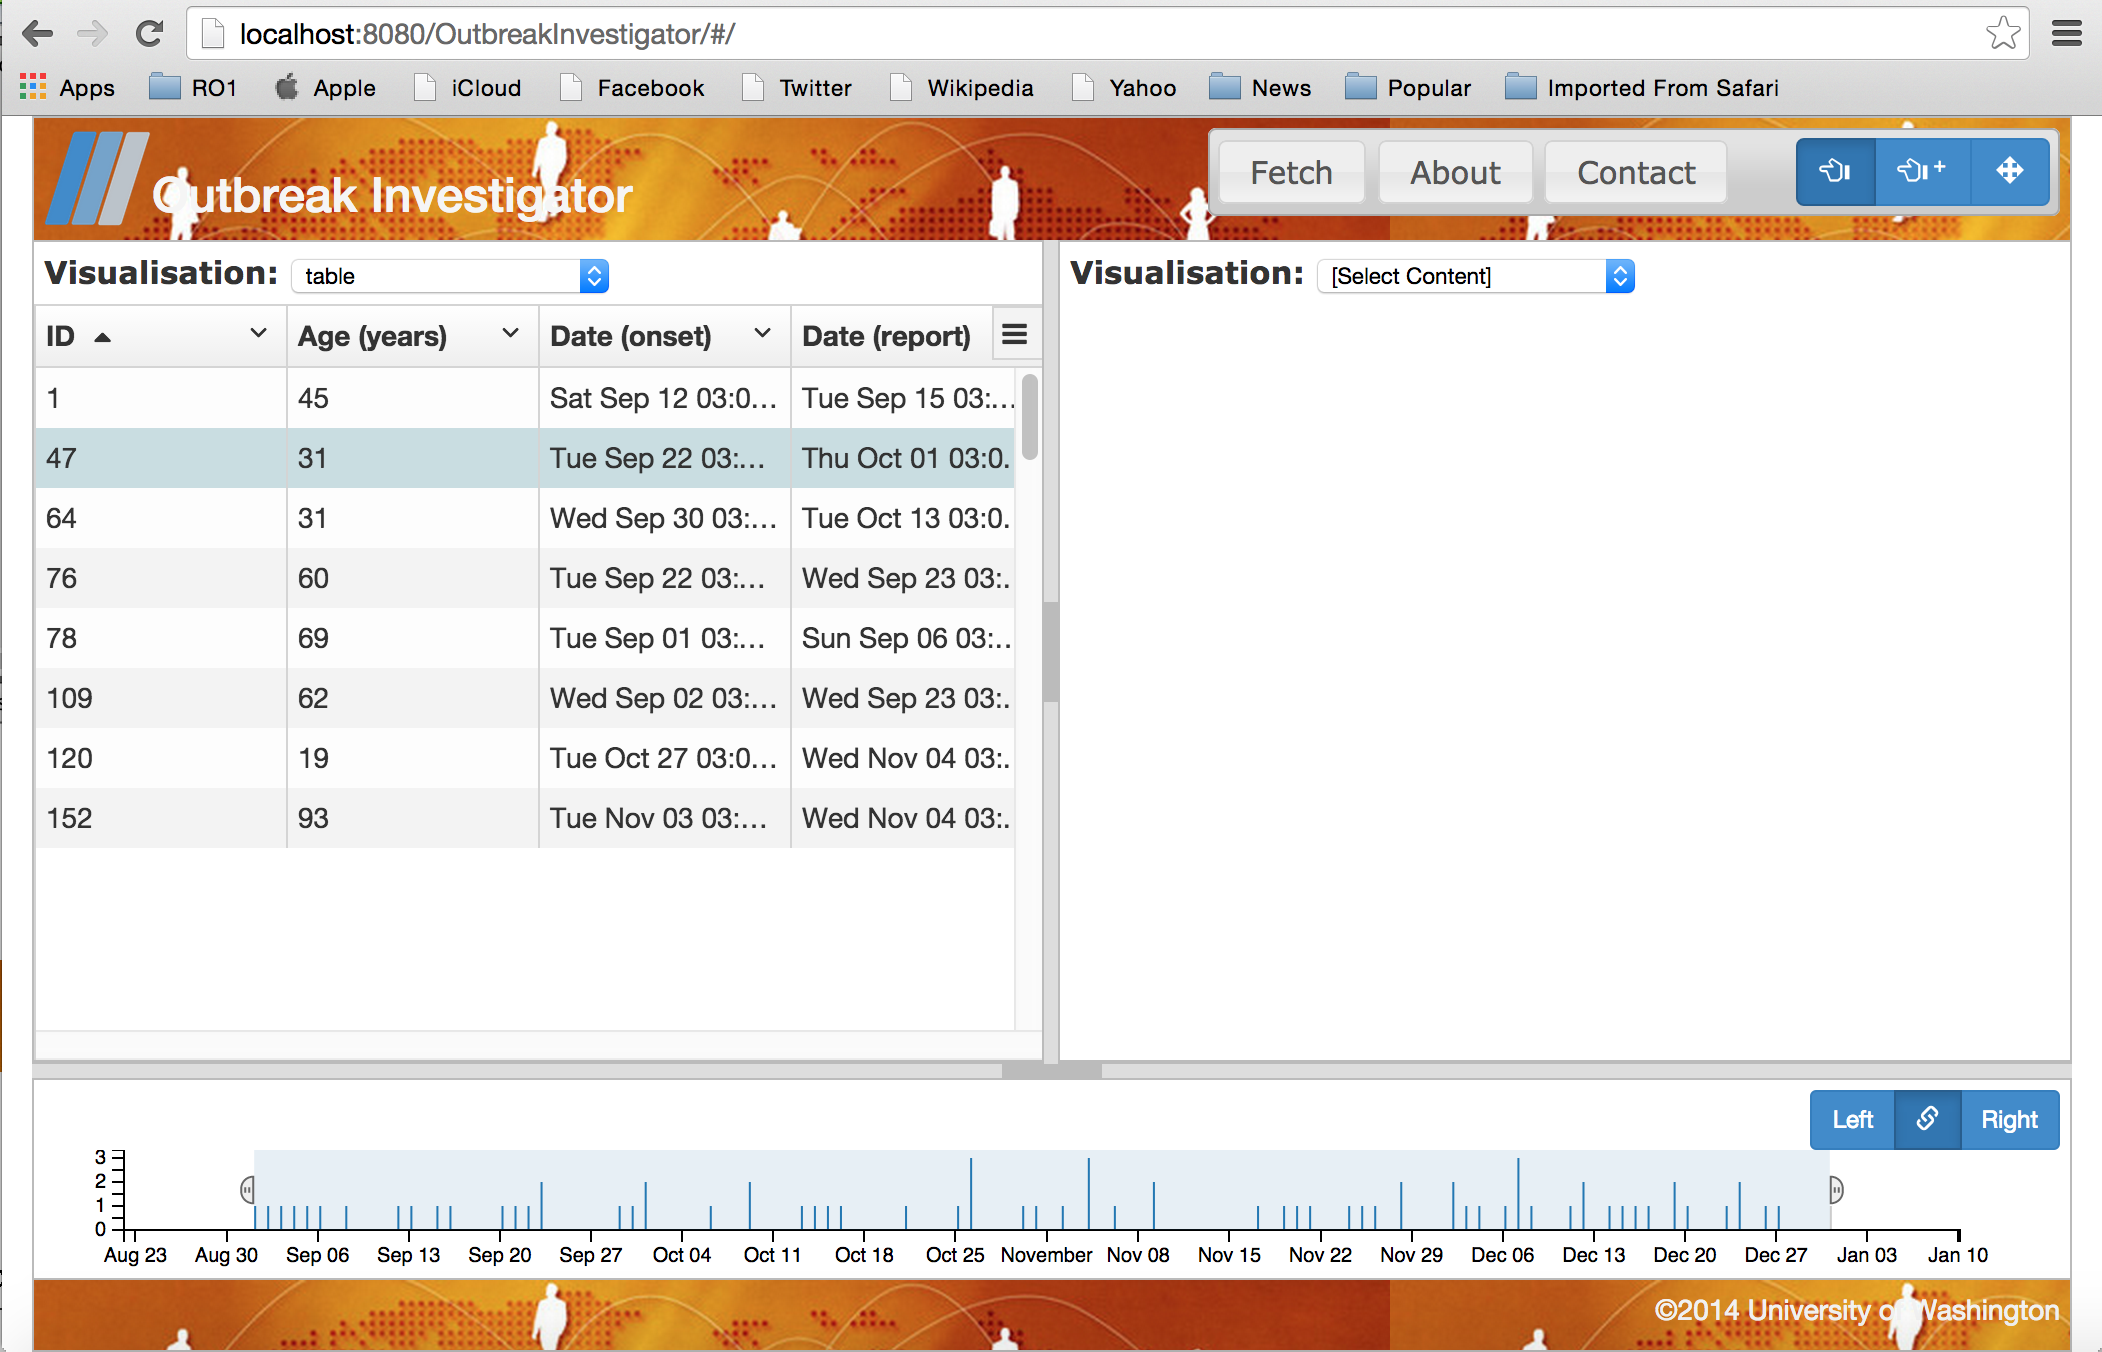 localhost:8080/OutbreakInvestigator/#/
Apps RO1 Apple iCloud Facebook Twitter Wikipedia Yahoo News Popular Imported From Safari
Outbreak Investigator
Fetch About Contact
Visualisation: table
Visualisation: [Select Content]
ID Age (years) Date (onset) Date (report)
1 45 Sat Sep 12 03:0... Tue Sep 15 03:...
47 31 Tue Sep 22 03:... Thu Oct 01 03:0.
64 31 Wed Sep 30 03:... Tue Oct 13 03:0.
76 60 Tue Sep 22 03:... Wed Sep 23 03:.
78 69 Tue Sep 01 03:... Sun Sep 06 03:..
109 62 Wed Sep 02 03:... Wed Sep 23 03:.
120 19 Tue Oct 27 03:0... Wed Nov 04 03:.
152 93 Tue Nov 03 03:... Wed Nov 04 03:.
Left Right
3
2
1
0
Aug 23 Aug 30 Sep 06 Sep 13 Sep 20 Sep 27 Oct 04 Oct 11 Oct 18 Oct 25 November Nov 08 Nov 15 Nov 22 Nov 29 Dec 06 Dec 13 Dec 20 Dec 27 Jan 03 Jan 10
©2014 University of Washington